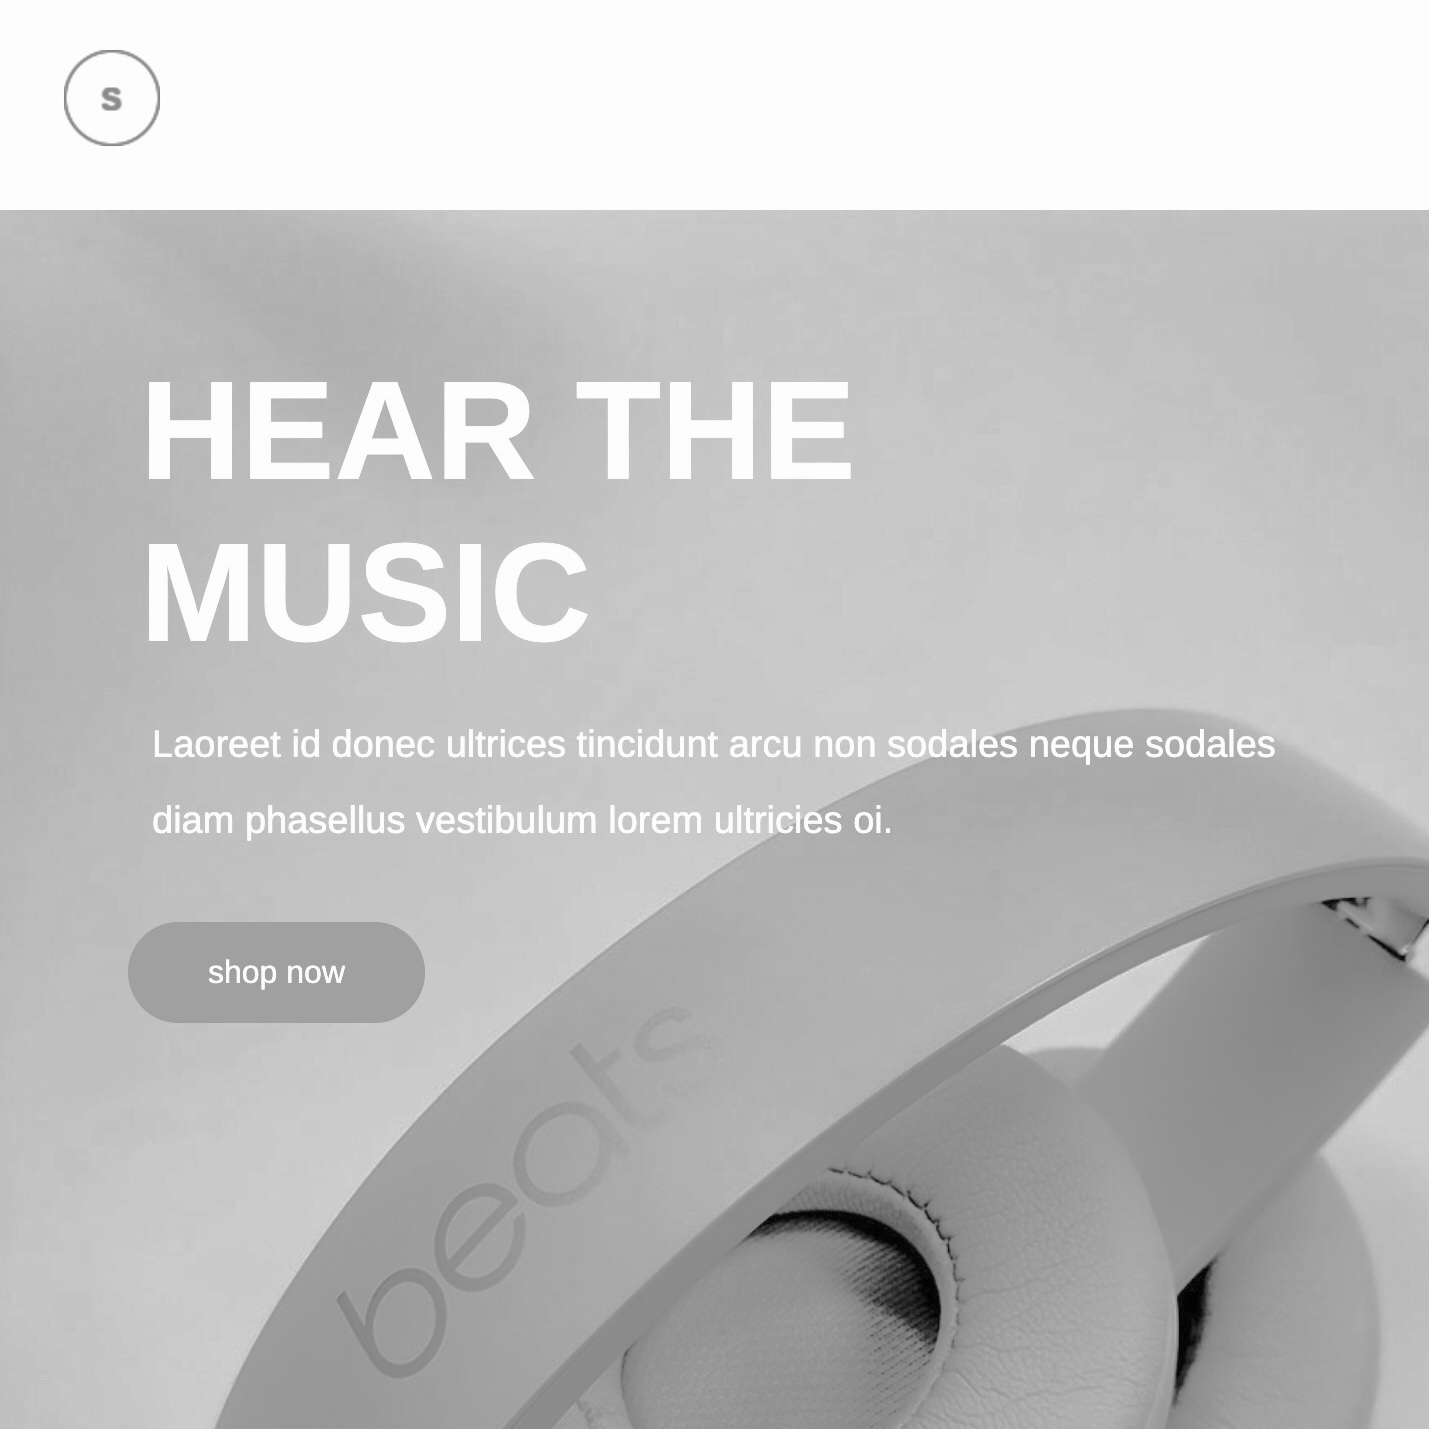 S
HEAR THE
MUSIC
Laoreet id donec ultrices tincidunt arcu non sodales neque sodales
diam phasellus vestibulum lorem ultricies oi.
shop now
beats